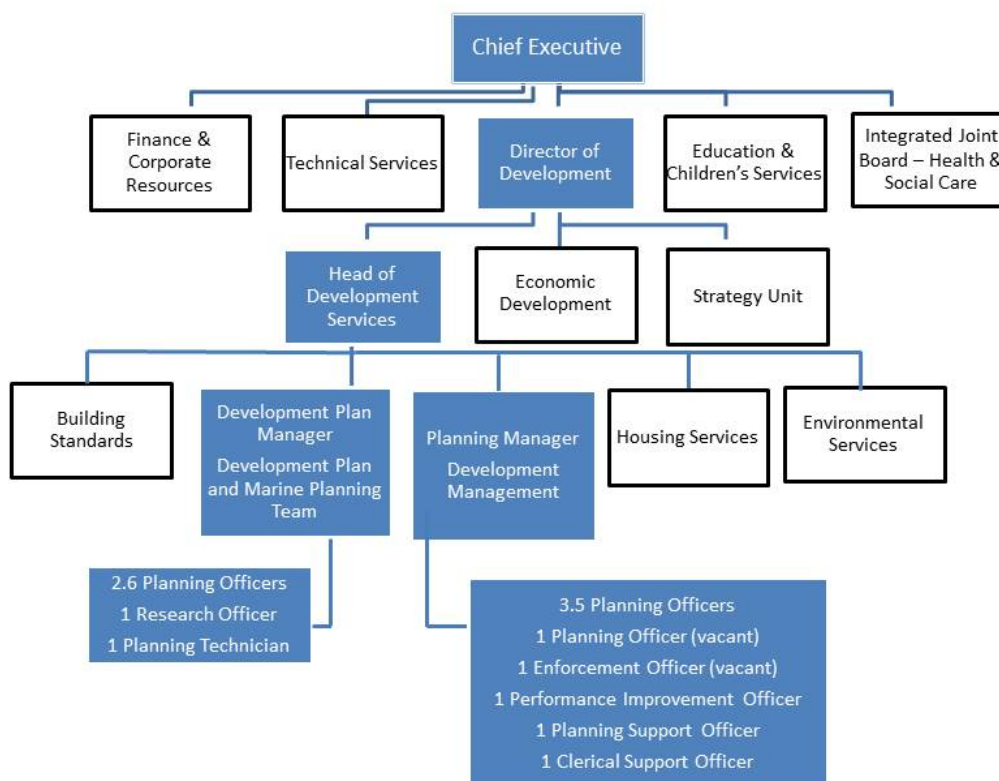 Chief Executive
Finance &
Corporate
Resources
Technical Services
Director of
Development
Education &
Children's Services
Integrated Joint
Board – Health &
Social Care
Head of
Development
Services
Economic
Development
Strategy Unit
Building
Standards
Development Plan
Manager
Development Plan
and Marine Planning
Team
Planning Manager
Development
Management
Housing Services
Environmental
Services
2.6 Planning Officers
1 Research Officer
1 Planning Technician
3.5 Planning Officers
1 Planning Officer (vacant)
1 Enforcement Officer (vacant)
1 Performance Improvement Officer
1 Planning Support Officer
1 Clerical Support Officer